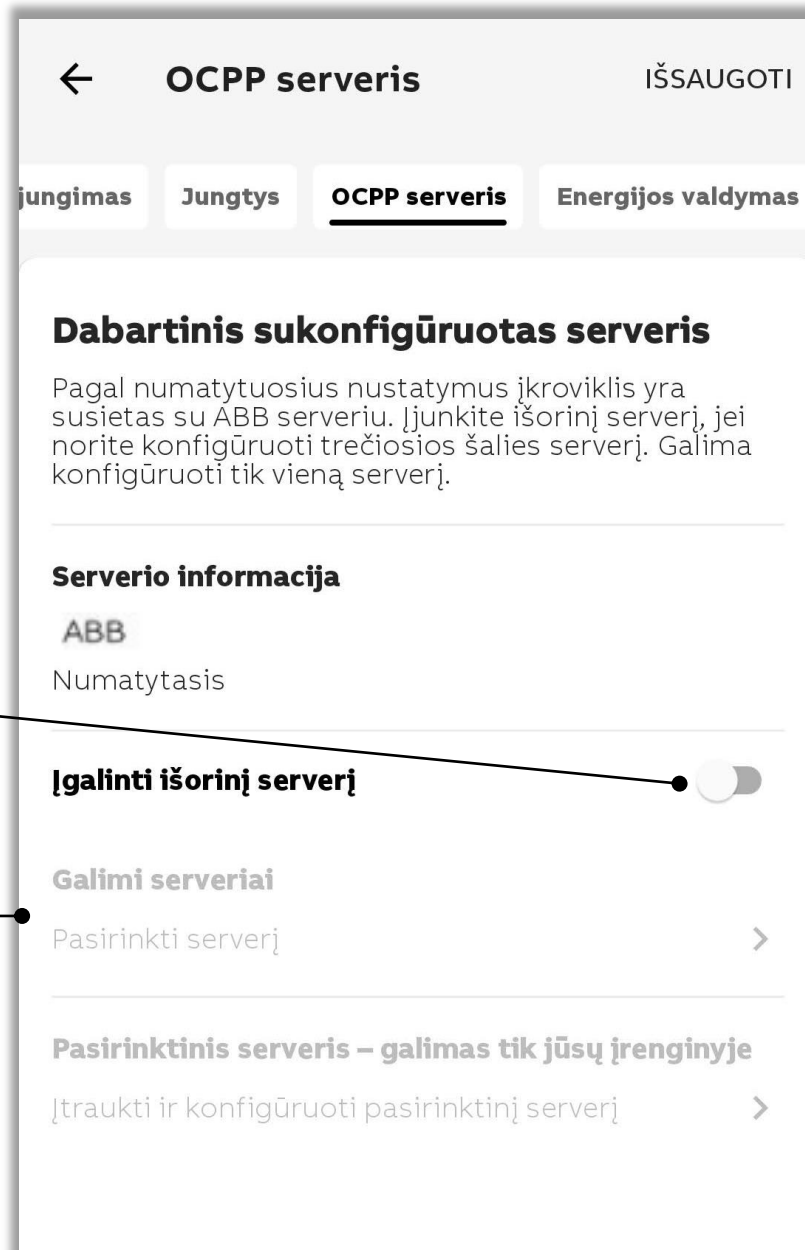 OCPP serveris
IŠSAUGOTI
jungimas
Jungtys
OCPP serveris
Energijos valdymas
Dabartinis sukonfigūruotas serveris
Pagal numatytuosius nustatymus įkroviklis yra
susietas su ABB serveriu. Įjunkite išorinį serverį, jei
norite konfigūruoti trečiosios šalies serverį. Galima
konfigūruoti tik vieną serverį.
Serverio informacija
ABB
Numatytasis
Įgalinti išorinį serverį
Galimi serveriai
Pasirinkti serverį
Pasirinktinis serveris – galimas tik jūsų įrenginyje
Įtraukti ir konfigūruoti pasirinktinį serverį